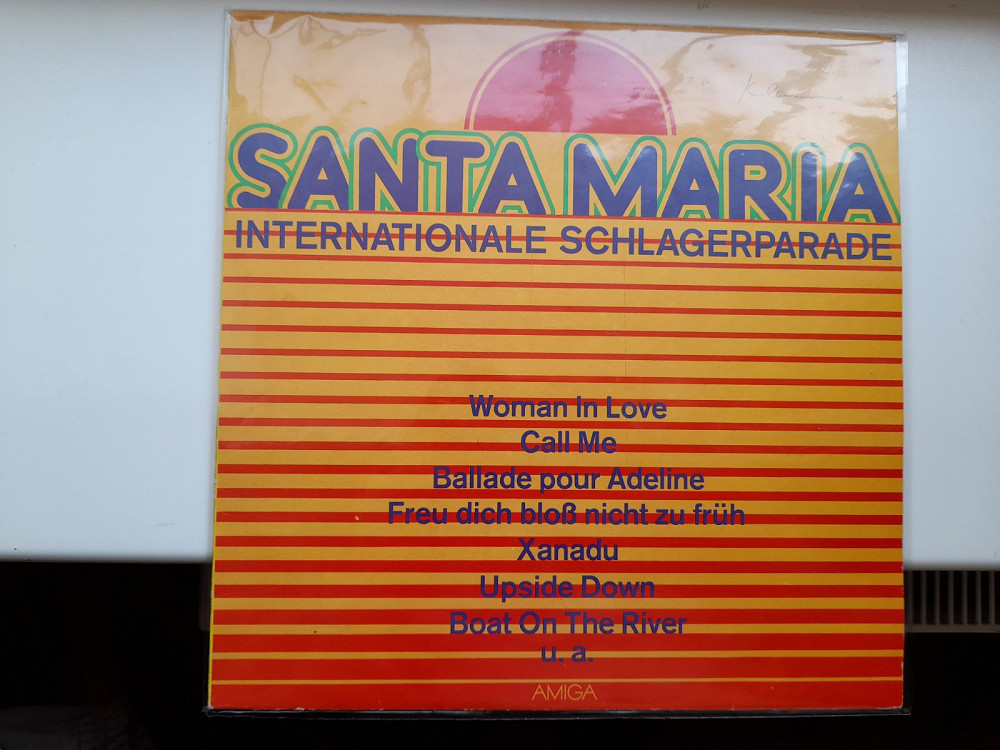 SANTA MARIA
INTERNATIONALE SCHLAGERPARADE
Woman In Love
Call Me
Ballade pour Adeline
Freu dich bloß nicht zu früh
Xanadu
Upside Down
Boat On The River
u. a.
AMIGA